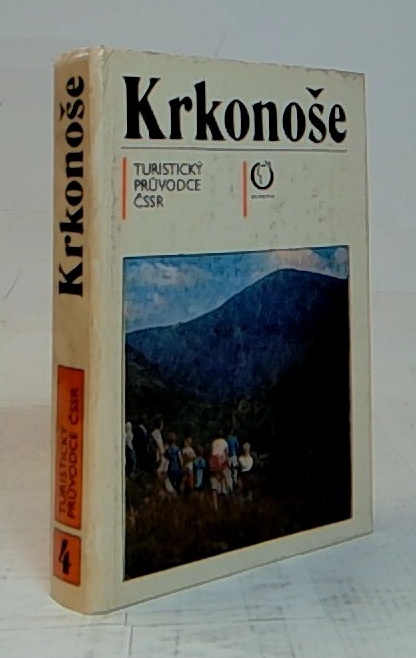 Krkonoše
TURISTICKÝ
PRŮVODCE
ČSSR
Krkonoše
TURISTICKÝ
PRŮVODCE ČSSR
4